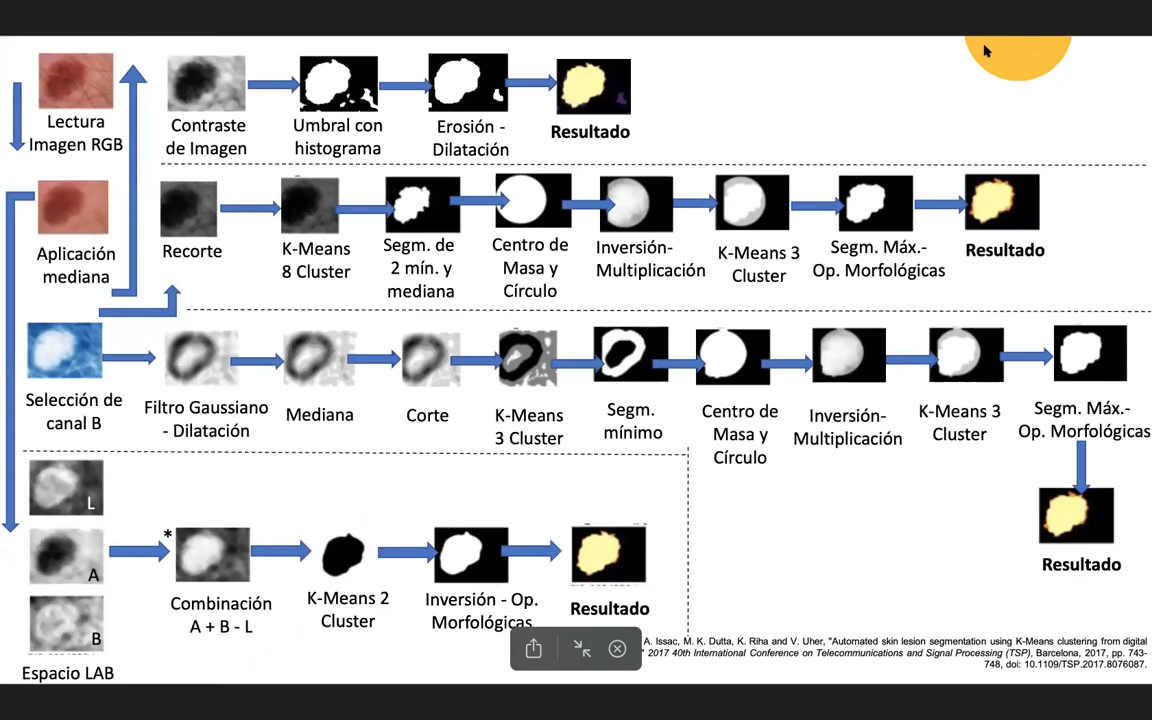 Lectura
Imagen RGB
Contraste
de Imagen
Umbral con
histograma
Erosión -
Dilatación
Resultado
Aplicación
mediana
Recorte
K-Means
8 Cluster
Segm. de
2 mín. y
mediana
Centro de
Masa y
Círculo
Inversión-
Multiplicación
K-Means 3
Cluster
Segm. Máx.-
Op. Morfológicas
Resultado
Selección de
canal B
Filtro Gaussiano
- Dilatación
Mediana
Corte
K-Means
3 Cluster
Segm.
mínimo
Centro de
Masa y
Círculo
Inversión-
Multiplicación
K-Means 3
Cluster
Segm. Máx.-
Op. Morfológicas
Resultado
L
A
B
Espacio LAB
*
Combinación
A + B - L
K-Means 2
Cluster
Inversión - Op.
Morfológicas
Resultado
A. Issac, M. K. Dutta, K. Riha and V. Uher, "Automated skin lesion segmentation using K-Means clustering from digital
" 2017 40th International Conference on Telecommunications and Signal Processing (TSP), Barcelona, 2017, pp. 743-
748, doi: 10.1109/TSP.2017.8076087.